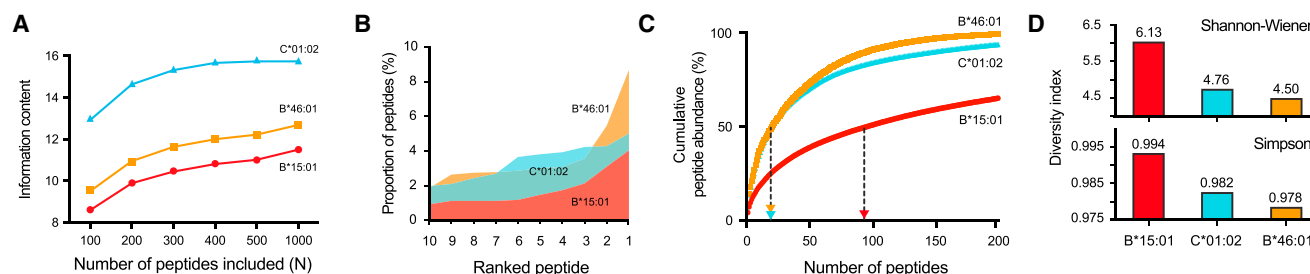 A
16
14
12
10
8
Information content
C*01:02
B*46:01
B*15:01
100 200 300 400 500 1000
Number of peptides included (N)
B
10
8
6
4
2
0
Proportion of peptides (%)
B*46:01
C*01:02
B*15:01
10 9 8 7 6 5 4 3 2 1
Ranked peptide
C
100
50
0
Cumulative
peptide abundance (%)
B*46:01
C*01:02
B*15:01
0 50 100 150 200
Number of peptides
D
Diversity index
Shannon-Wiener
6.5
5.5
4.5
6.13
4.76
4.50
Simpson
0.995
0.985
0.975
0.994
0.982
0.978
B*15:01 C*01:02 B*46:01